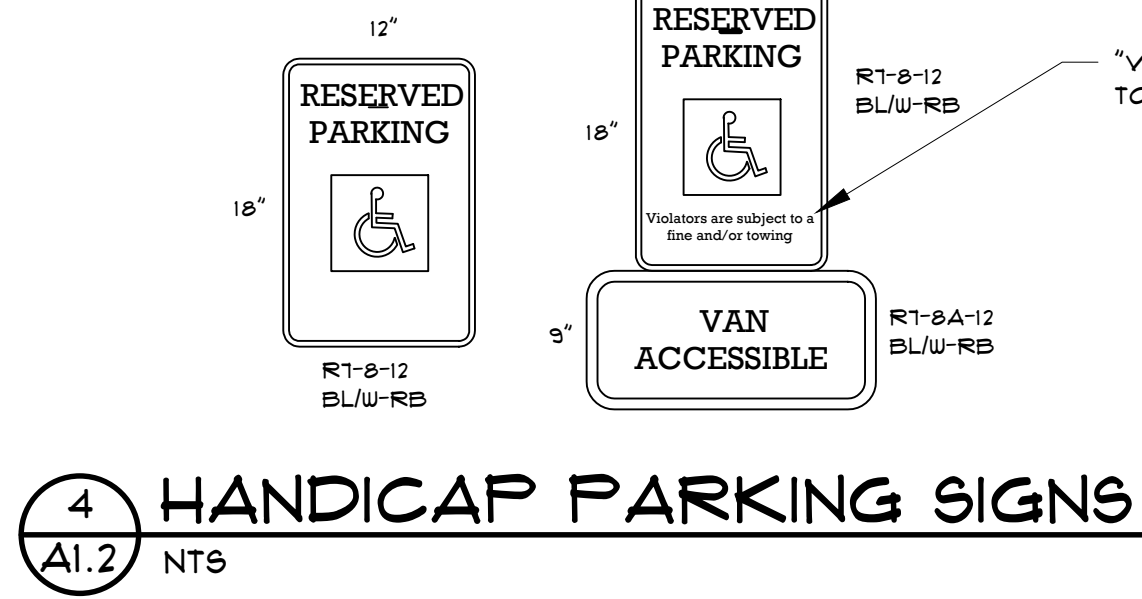 12"
RESERVED
PARKING
18"
R7-8-12
BL/W-RB
RESERVED
PARKING
18"
R7-8-12
BL/W-RB
Violators are subject to a
fine and/or towing
VAN
ACCESSIBLE
9"
R7-8A-12
BL/W-RB
4
A1.2
HANDICAP PARKING SIGNS
NTS